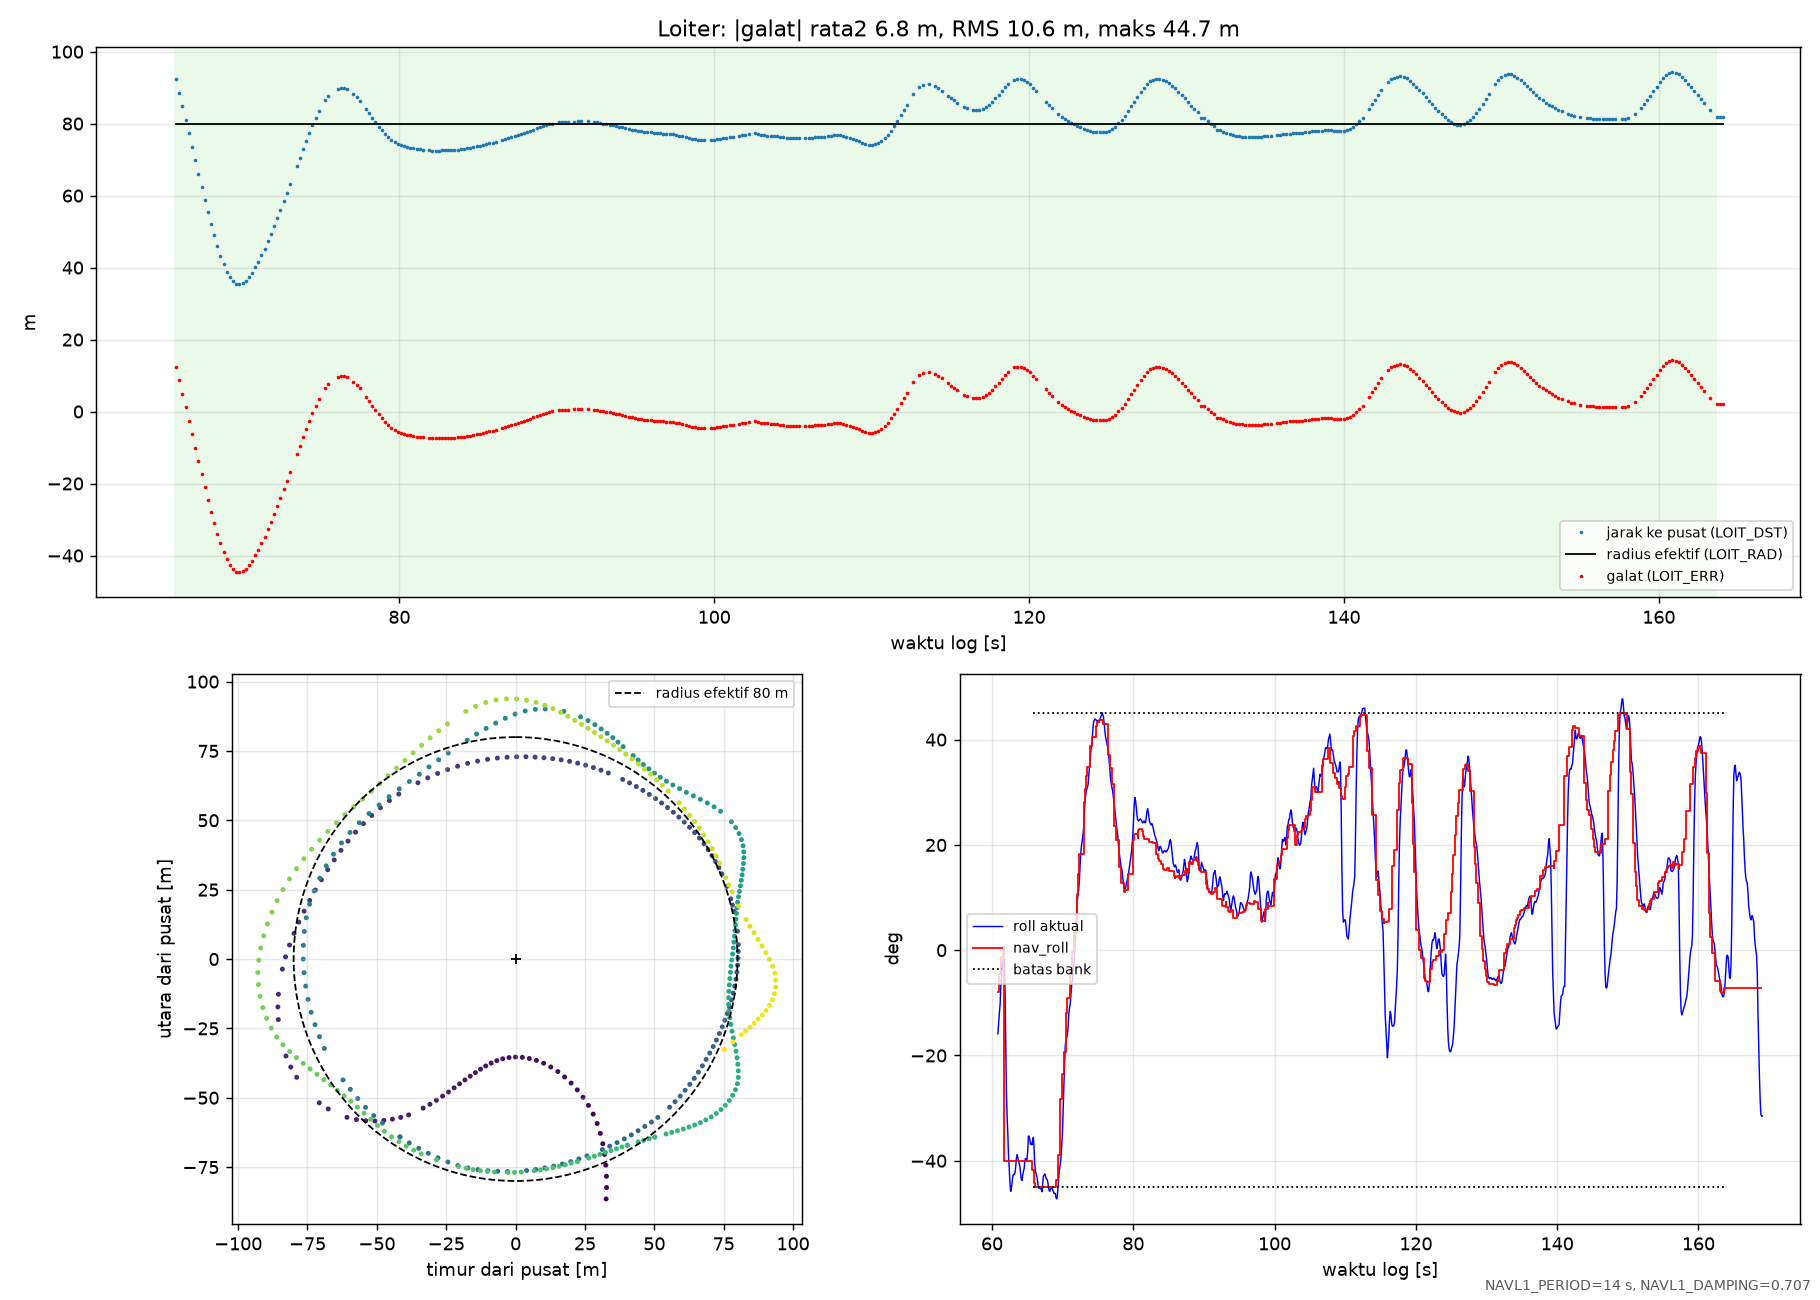 Loiter: |galat| rata2 6.8 m, RMS 10.6 m, maks 44.7 m
100
80
60
40
20
0
−20
−40
m
80
100
120
140
160
waktu log [s]
jarak ke pusat (LOIT_DST)
radius efektif (LOIT_RAD)
galat (LOIT_ERR)
100
75
50
25
0
−25
−50
−75
utara dari pusat [m]
−100
−75
−50
−25
0
25
50
75
100
timur dari pusat [m]
radius efektif 80 m
40
20
0
−20
−40
deg
roll aktual
nav_roll
batas bank
60
80
100
120
140
160
waktu log [s]
NAVL1_PERIOD=14 s, NAVL1_DAMPING=0.707